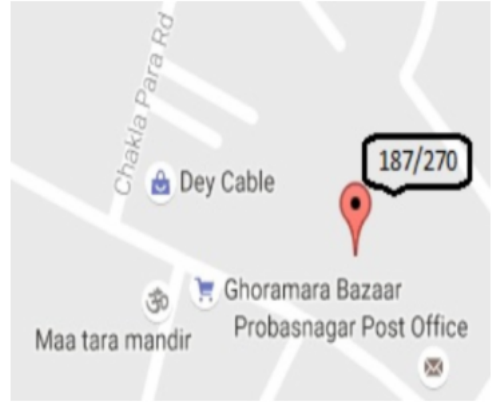 Chakla Para Rd
187/270
Dey Cable
Ghoramara Bazaar
Probasnagar Post Office
Maa tara mandir
ॐ